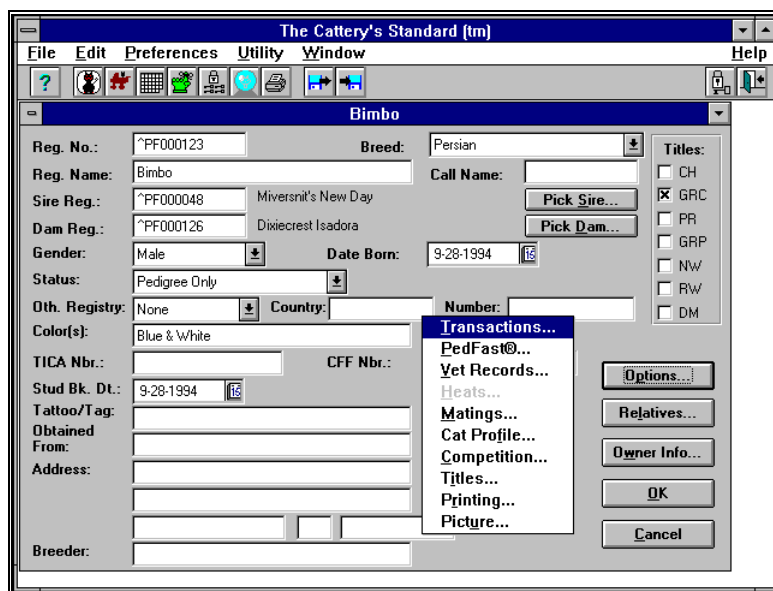 The Cattery's Standard (tm)
File Edit Preferences Utility Window Help
?
Bimbo
Reg. No.: ^PF000123 Breed: Persian Titles:
Reg. Name: Bimbo Call Name: CH
Sire Reg.: ^PF000048 Miversnit's New Day Pick Sire... GRC
Dam Reg.: ^PF000126 Dixiecrest Isadora Pick Dam... PR
Gender: Male Date Born: 9-28-1994 16 GRP
Status: Pedigree Only NW
RW
Oth. Registry: None Country: Number: DM
Color(s): Blue & White Transactions...
PedFast®...
TICA Nbr.: CFF Nbr.: Vet Records... Options...
Stud Bk. Dt.: 9-28-1994 16 Heats...
Tattoo/Tag: Matings... Relatives...
Obtained From: Cat Profile...
Competition... Owner Info...
Address: Titles...
Printing... OK
Picture...
Cancel
Breeder: